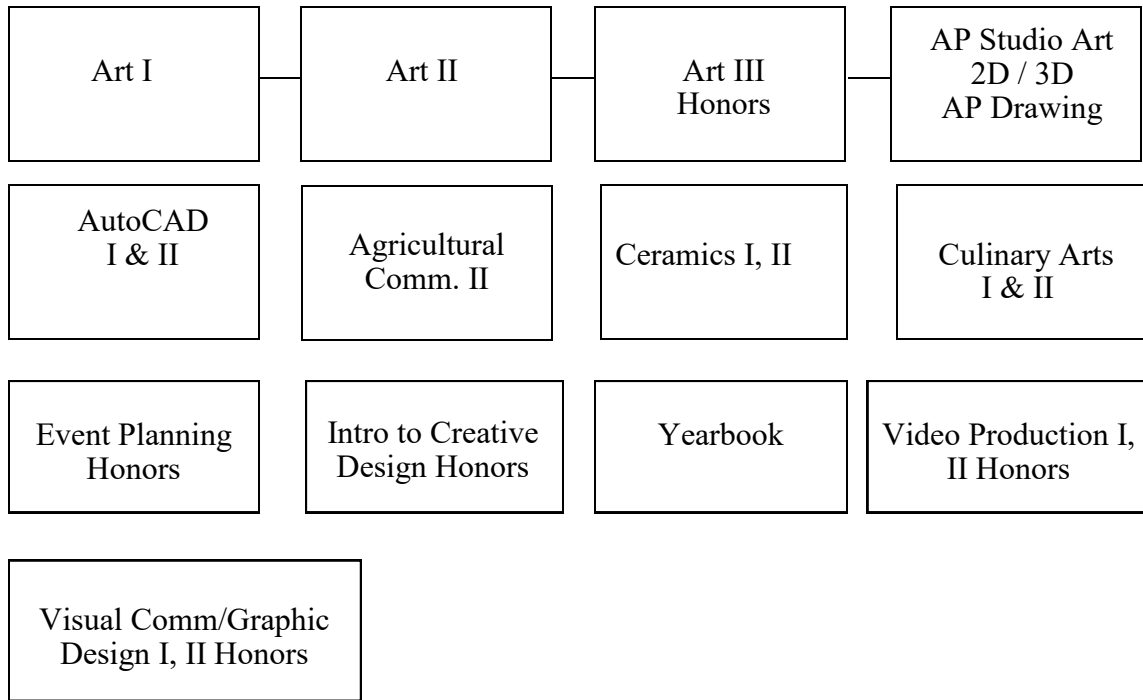 Art I
Art II
Art III
Honors
AP Studio Art
2D / 3D
AP Drawing
AutoCAD
I & II
Agricultural
Comm. II
Ceramics I, II
Culinary Arts
I & II
Event Planning
Honors
Intro to Creative
Design Honors
Yearbook
Video Production I,
II Honors
Visual Comm/Graphic
Design I, II Honors